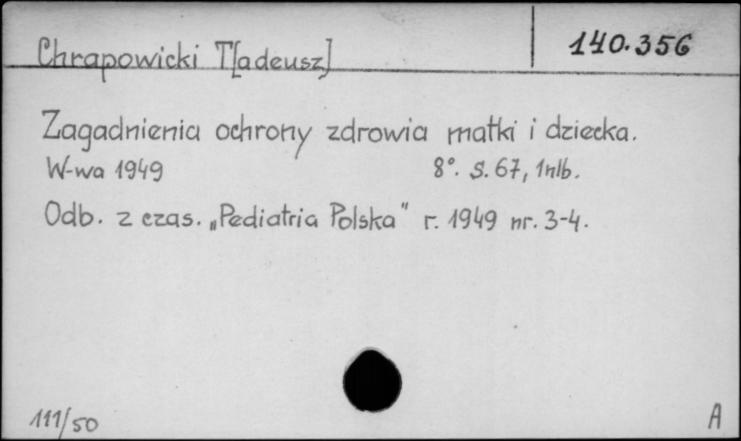 Chrapowicki T[adeusz]
140.356
Zagadnienia ochrony zdrowia matki i dziecka.
W-wa 1949 8°. S. 67, 1nlb.
Odb. z czas. „Pediatria Polska" r. 1949 nr. 3-4.
111/50
A